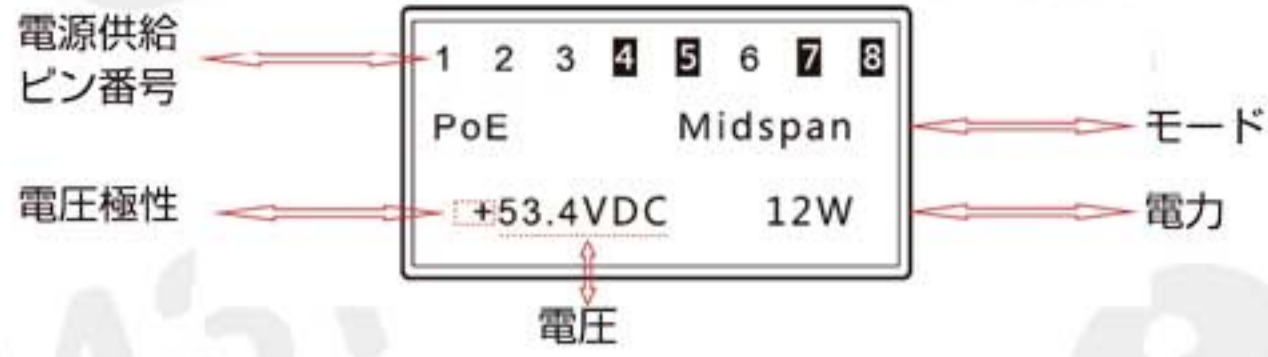 電源供給
ピン番号
1 2 3 4 5 6 7 8
PoE Midspan
モード
電圧極性
+53.4VDC 12W
電力
電圧